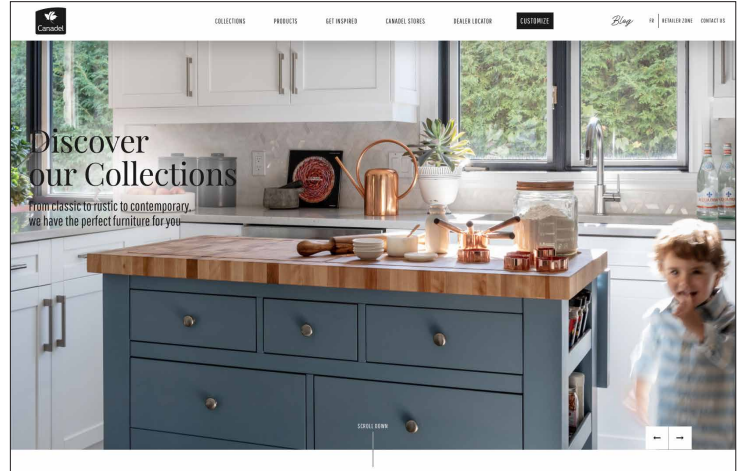 Canadel
COLLECTIONS
PRODUCTS
GET INSPIRED
CANADEL STORES
DEALER LOCATOR
CUSTOMIZE
Blog
FR
RETAILER ZONE
CONTACT US
Discover
our Collections
From classic to rustic to contemporary,
we have the perfect furniture for you
SCROLL DOWN